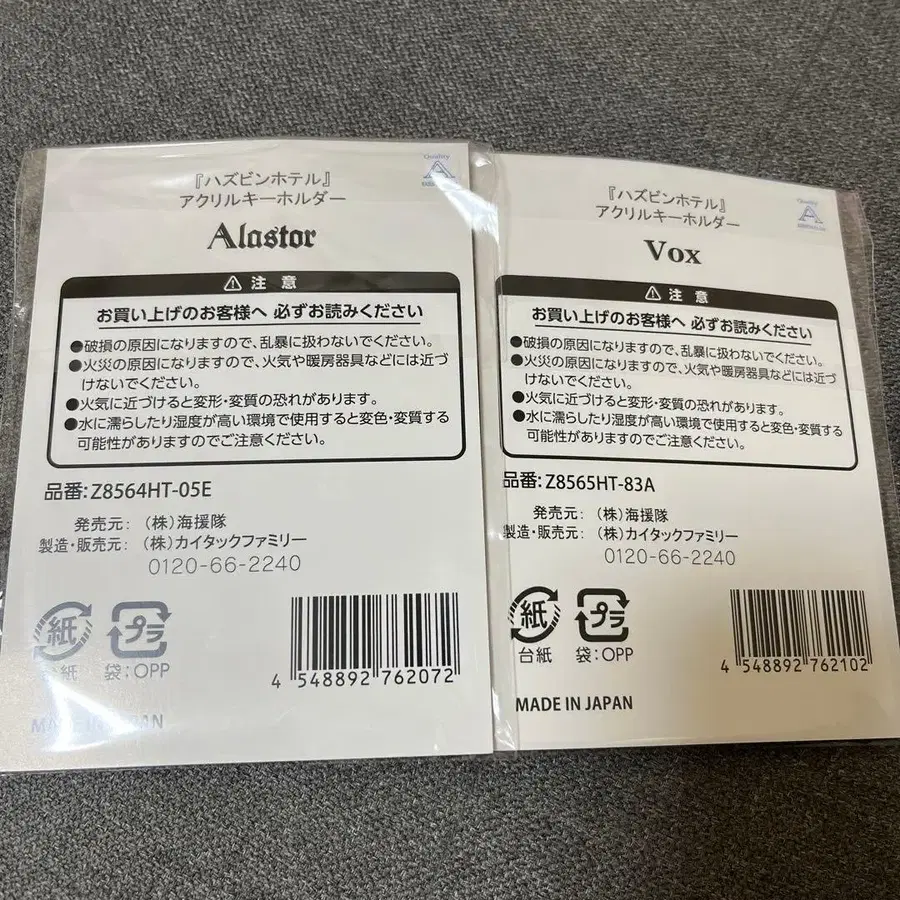 Quality
A
『ハズビンホテル』
アクリルキーホルダー
Alastor
⚠ 注 意
お買い上げのお客様へ 必ずお読みください
●破損の原因になりますので、乱暴に扱わないでください。
●火災の原因になりますので、火気や暖房器具などには近づ
けないでください。
●火気に近づけると変形・変質の恐れがあります。
●水に濡らしたり湿度が高い環境で使用すると変色・変質する
可能性がありますのでご注意ください。
品番:Z8564HT-05E
発売元: (株)海援隊
製造・販売元: (株)カイタックファミリー
0120-66-2240
紙
台紙
プラ
袋:OPP
4 548892 762072
MADE IN JAPAN
Quality
A
『ハズビンホテル』
アクリルキーホルダー
Vox
⚠ 注 意
お買い上げのお客様へ 必ずお読みください
●破損の原因になりますので、乱暴に扱わないでください。
●火災の原因になりますので、火気や暖房器具などには近づ
けないでください。
●火気に近づけると変形・変質の恐れがあります。
●水に濡らしたり湿度が高い環境で使用すると変色・変質する
可能性がありますのでご注意ください。
品番:Z8565HT-83A
発売元: (株)海援隊
製造・販売元: (株)カイタックファミリー
0120-66-2240
紙
台紙
プラ
袋:OPP
4 548892 762102
MADE IN JAPAN